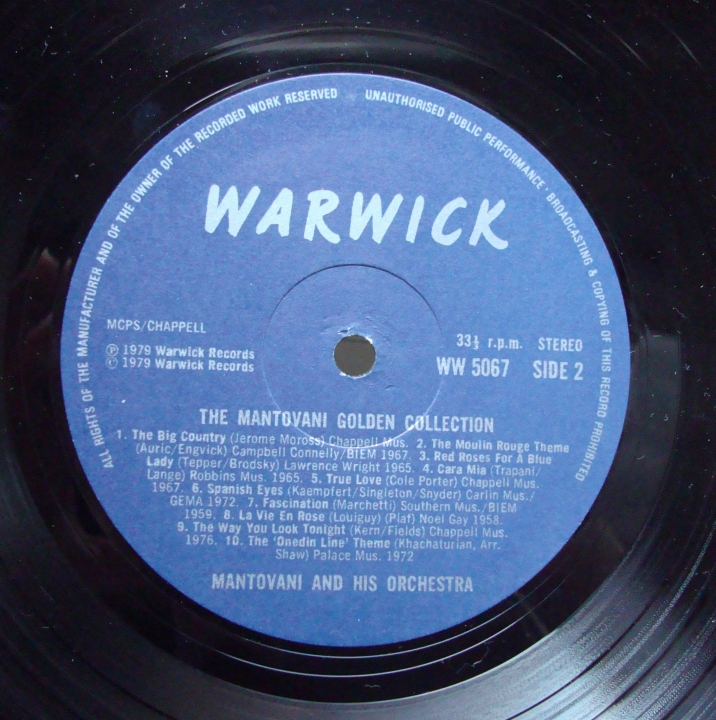 ALL RIGHTS OF THE MANUFACTURER AND OF THE OWNER OF THE RECORDED WORK RESERVED
UNAUTHORISED PUBLIC PERFORMANCE · BROADCASTING & COPYING OF THIS RECORD PROHIBITED
WARWICK
MCPS/CHAPPELL
33⅓ r.p.m. STEREO
Ⓟ 1979 Warwick Records
© 1979 Warwick Records
WW 5067 SIDE 2
THE MANTOVANI GOLDEN COLLECTION
1. The Big Country (Jerome Moross) Chappell Mus. 2. The Moulin Rouge Theme
(Auric/Engvick) Campbell Connelly/BIEM 1967. 3. Red Roses For A Blue
Lady (Tepper/Brodsky) Lawrence Wright 1965. 4. Cara Mia (Trapani/
Lange) Robbins Mus. 1965. 5. True Love (Cole Porter) Chappell Mus.
1967. 6. Spanish Eyes (Kaempfert/Singleton/Snyder) Carlin Mus./
GEMA 1972. 7. Fascination (Marchetti) Southern Mus./BIEM
1959. 8. La Vie En Rose (Louiguy) (Piaf) Noel Gay 1958.
9. The Way You Look Tonight (Kern/Fields) Chappell Mus.
1976. 10. The 'Onedin Line' Theme (Khachaturian, Arr.
Shaw) Palace Mus. 1972
MANTOVANI AND HIS ORCHESTRA